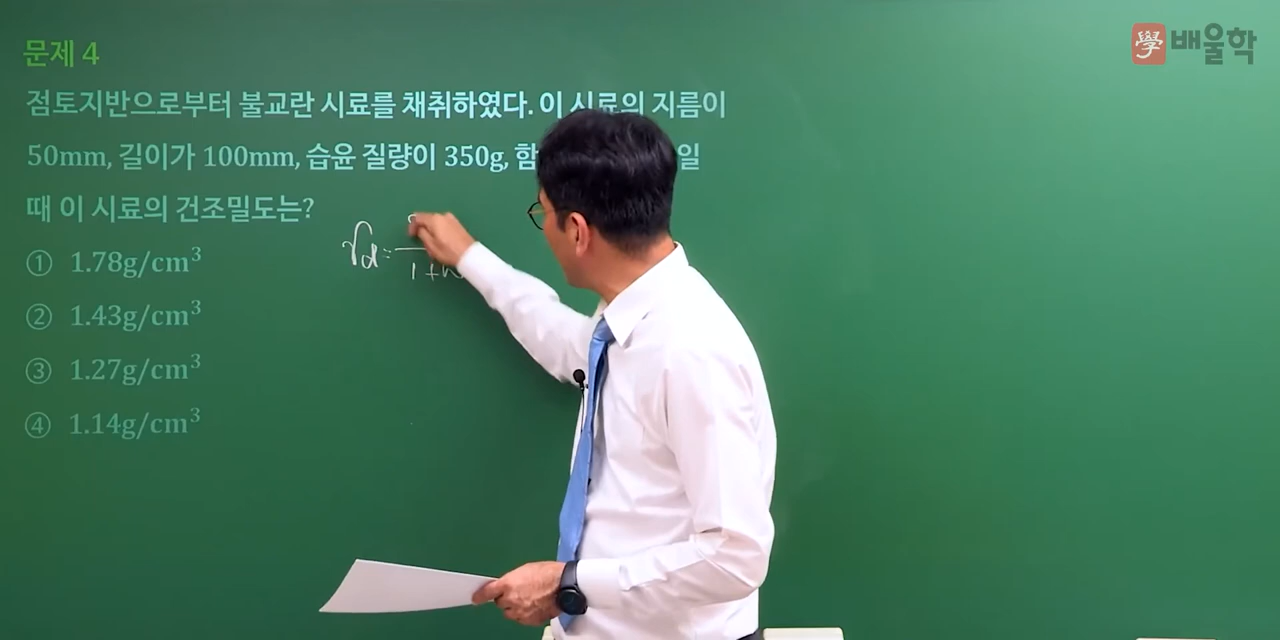 學 배울학
문제 4
점토지반으로부터 불교란 시료를 채취하였다. 이 시료의 지름이
50mm, 길이가 100mm, 습윤 질량이 350g, 함 일
때 이 시료의 건조밀도는?
γd=
1+w
① 1.78g/cm³
② 1.43g/cm³
③ 1.27g/cm³
④ 1.14g/cm³